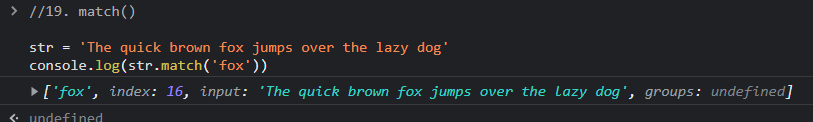 > //19. match()
str = 'The quick brown fox jumps over the lazy dog'
console.log(str.match('fox'))
▶ ['fox', index: 16, input: 'The quick brown fox jumps over the lazy dog', groups: undefined]
undefined